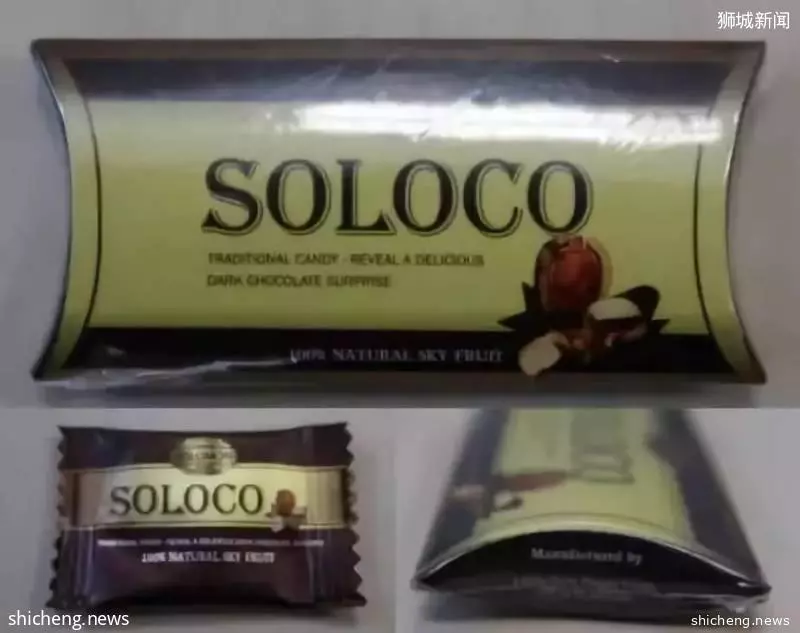 狮城新闻
SOLOCO
TRADITIONAL CANDY - REVEAL A DELICIOUS
DARK CHOCOLATE SURPRISE
100% NATURAL SKY FRUIT
SOLOCO
100% NATURAL SKY FRUIT
Manufactured by
shicheng.news
shicheng.news